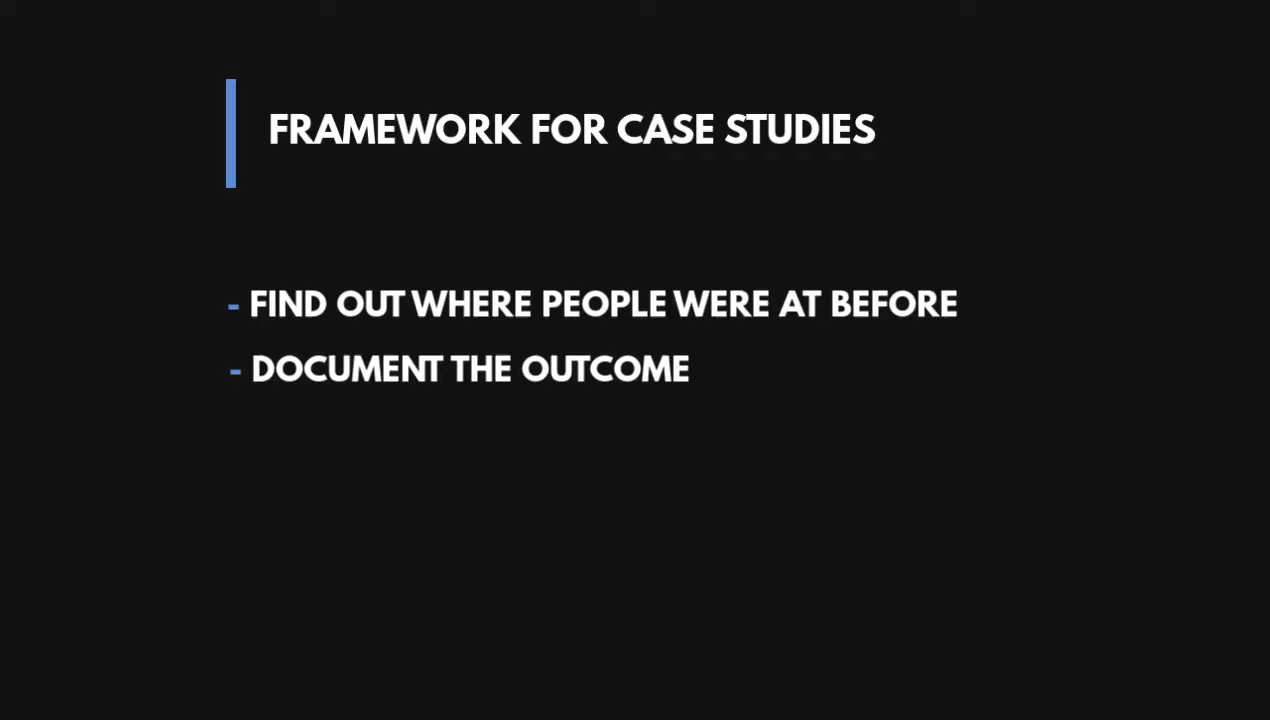 FRAMEWORK FOR CASE STUDIES
- FIND OUT WHERE PEOPLE WERE AT BEFORE
- DOCUMENT THE OUTCOME